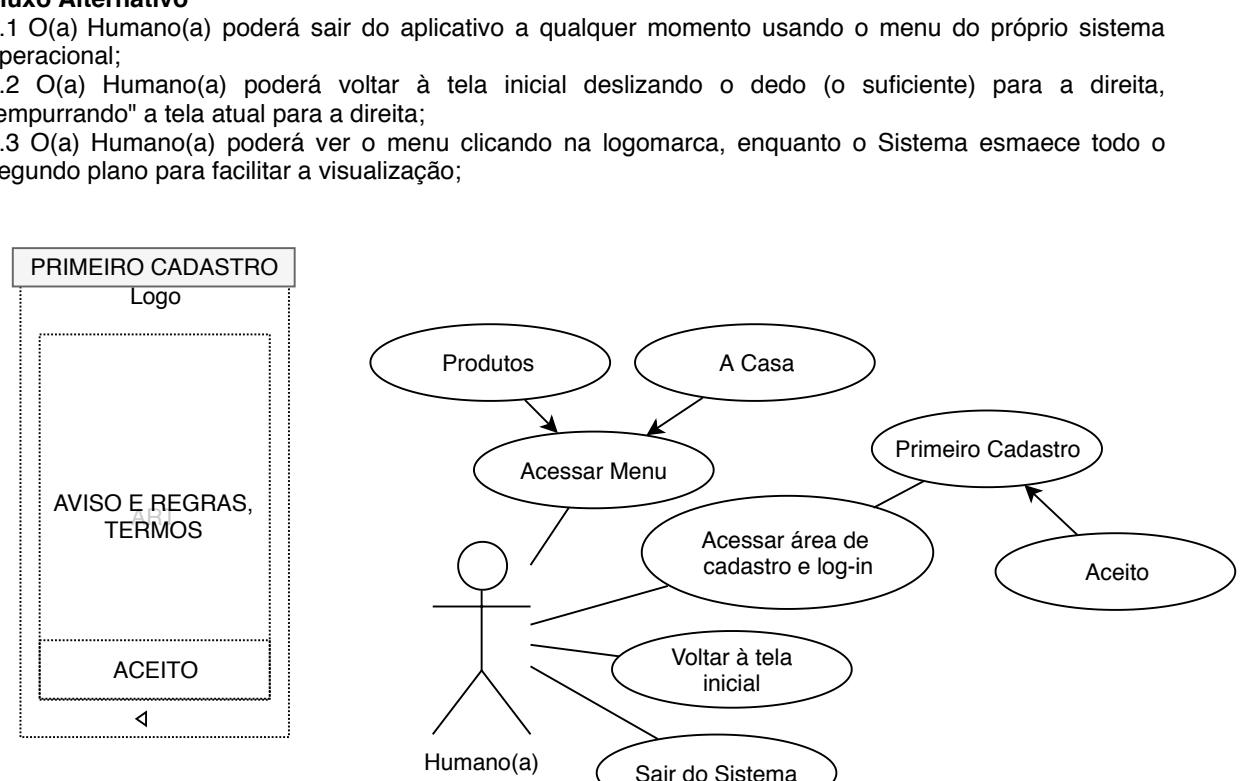 luxo Alternativo
.1 O(a) Humano(a) poderá sair do aplicativo a qualquer momento usando o menu do próprio sistema
peracional;
.2 O(a) Humano(a) poderá voltar à tela inicial deslizando o dedo (o suficiente) para a direita,
empurrando" a tela atual para a direita;
.3 O(a) Humano(a) poderá ver o menu clicando na logomarca, enquanto o Sistema esmaece todo o
egundo plano para facilitar a visualização;
PRIMEIRO CADASTRO
Logo
AVISO E REGRAS,
TERMOS
ACEITO
Produtos
A Casa
Acessar Menu
Primeiro Cadastro
Acessar área de
cadastro e log-in
Aceito
Voltar à tela
inicial
Humano(a)
Sair do Sistema